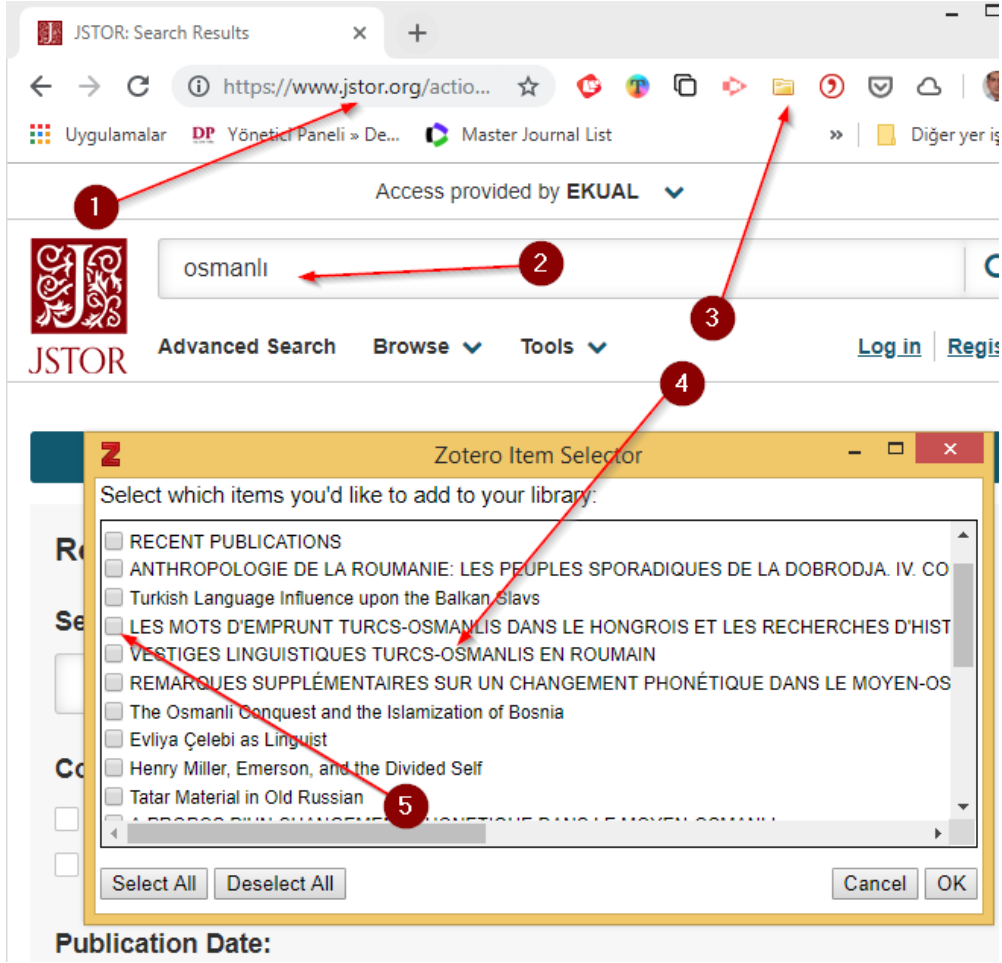 JSTOR: Search Results
https://www.jstor.org/actio...
Uygulamalar DP Yönetici Paneli » De... Master Journal List » Diğer yer iş
1
Access provided by EKUAL
osmanlı
2
3
JSTOR
Advanced Search Browse Tools Log in Regis
4
Z Zotero Item Selector
Select which items you'd like to add to your library:
RECENT PUBLICATIONS
ANTHROPOLOGIE DE LA ROUMANIE: LES PEUPLES SPORADIQUES DE LA DOBRODJA. IV. CO
Turkish Language Influence upon the Balkan Slavs
LES MOTS D'EMPRUNT TURCS-OSMANLIS DANS LE HONGROIS ET LES RECHERCHES D'HIST
VESTIGES LINGUISTIQUES TURCS-OSMANLIS EN ROUMAIN
REMARQUES SUPPLÉMENTAIRES SUR UN CHANGEMENT PHONÉTIQUE DANS LE MOYEN-OS
The Osmanli Conquest and the Islamization of Bosnia
Evliya Çelebi as Linguist
Henry Miller, Emerson, and the Divided Self
Tatar Material in Old Russian
5
Select All Deselect All Cancel OK
Re
Se
Co
Publication Date: